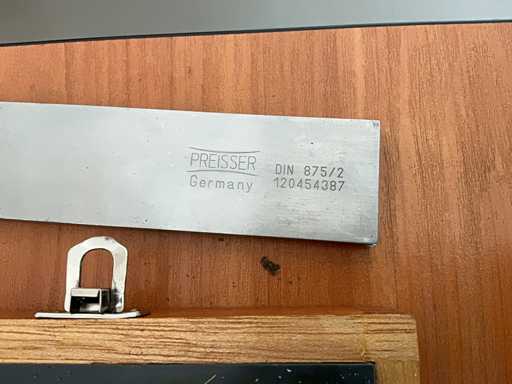 PREISSER
Germany
DIN 875/2
120454387